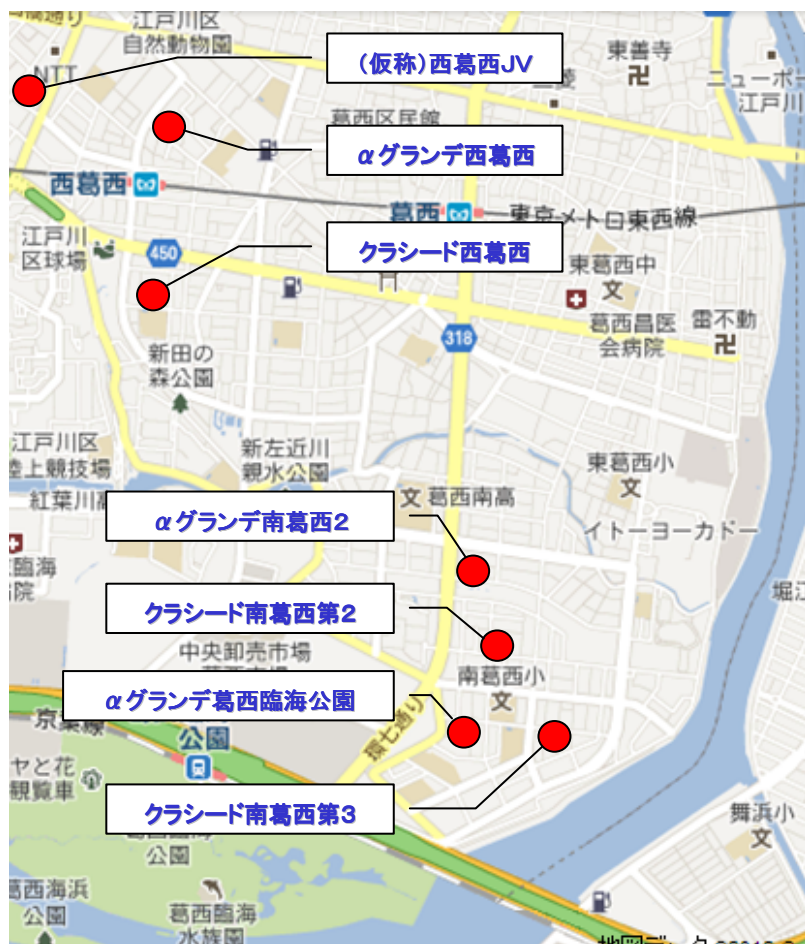 江戸川区
自然動物園
(仮称)西葛西JV
東善寺
NTT
ニューポー
江戸川
葛西区民館
αグランデ西葛西
西葛西
葛西
東京メトロ東西線
江戸川
区球場
450
クラシード西葛西
東葛西中
318
葛西昌医
会病院
雷不動
新田の
森公園
江戸川区
陸上競技場
新左近川
親水公園
東葛西小
紅葉川高
葛西南高
イトーヨーカドー
αグランデ南葛西2
臨海
病院
堀江
クラシード南葛西第2
中央卸売市場
南葛西小
αグランデ葛西臨海公園
環七通り
京葉線
公園
ヤと花
観覧車
クラシード南葛西第3
舞浜小
公園
葛西海浜
公園
葛西臨海
水族園